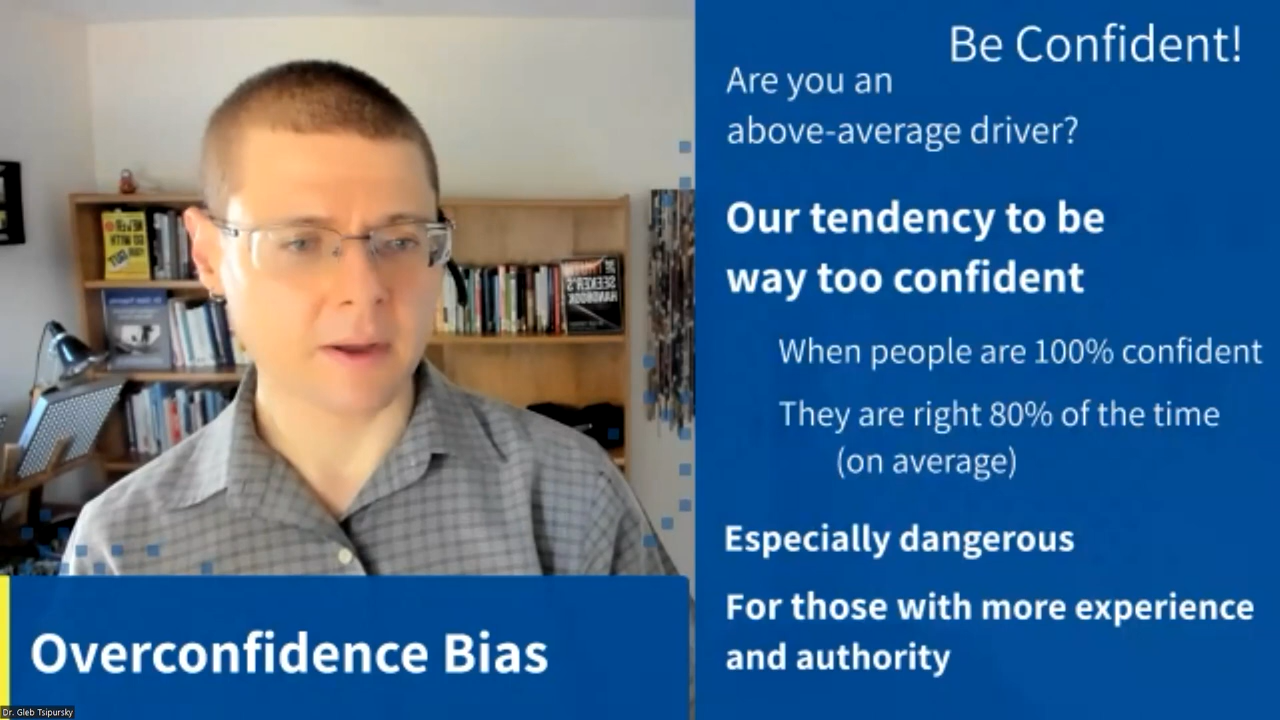 Be Confident!
Are you an
above-average driver?
Our tendency to be
way too confident
When people are 100% confident
They are right 80% of the time
(on average)
Especially dangerous
For those with more experience
and authority
Overconfidence Bias
Dr. Gleb Tsipursky
SEEKER'S
HANDBOOK